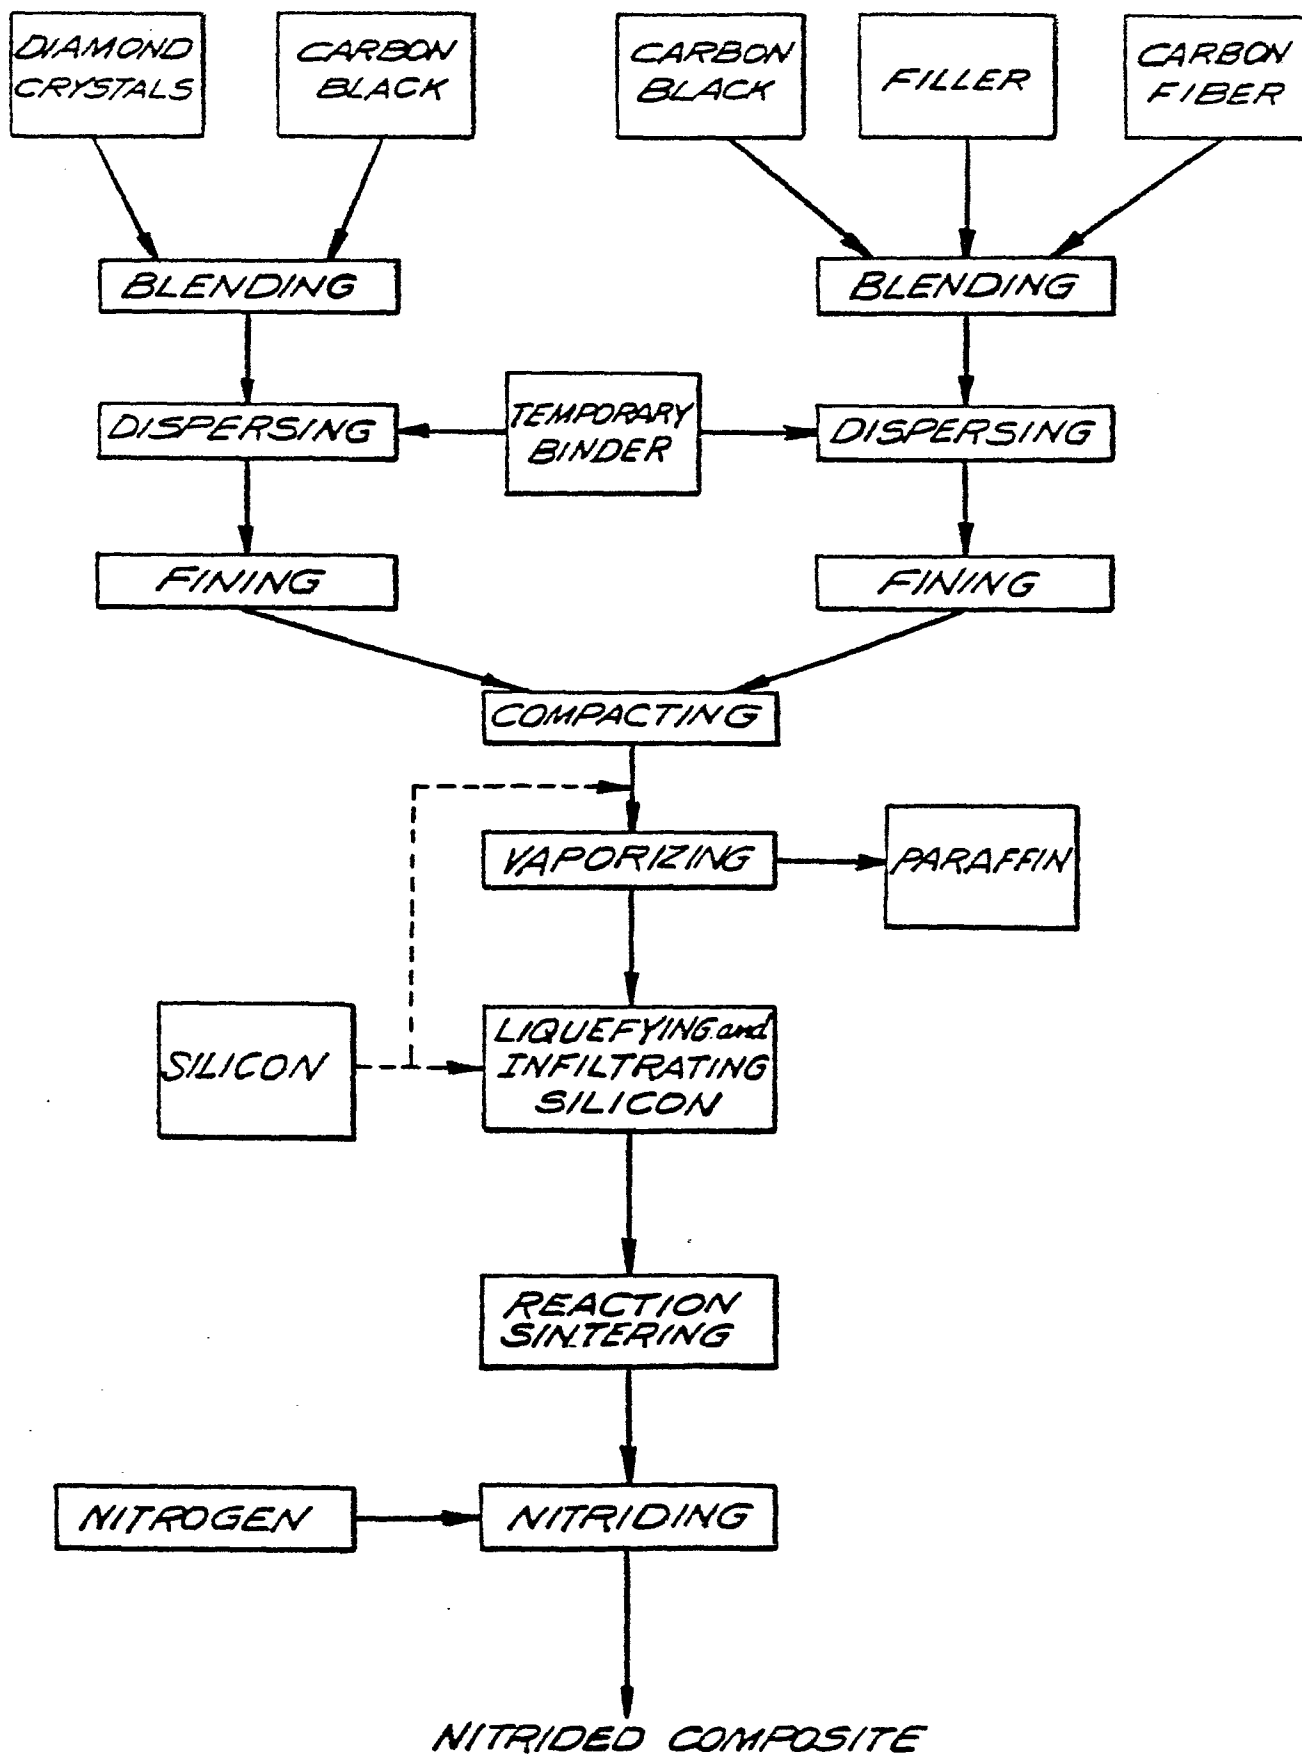 DIAMOND
CRYSTALS
CARBON
BLACK
CARBON
BLACK
FILLER
CARBON
FIBER
BLENDING
BLENDING
DISPERSING
TEMPORARY
BINDER
DISPERSING
FINING
FINING
COMPACTING
VAPORIZING
PARAFFIN
SILICON
LIQUEFYING and
INFILTRATING
SILICON
REACTION
SINTERING
NITROGEN
NITRIDING
NITRIDED COMPOSITE